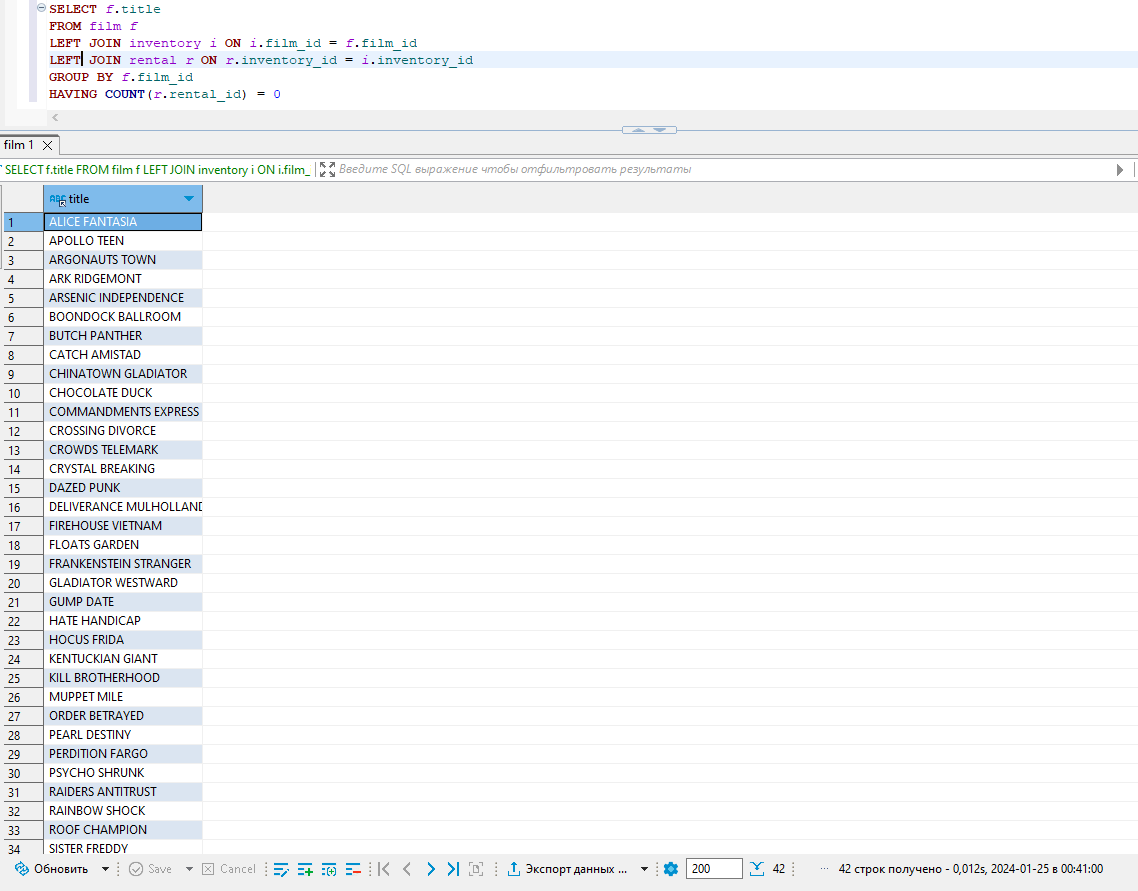 SELECT f.title
FROM film f
LEFT JOIN inventory i ON i.film_id = f.film_id
LEFT JOIN rental r ON r.inventory_id = i.inventory_id
GROUP BY f.film_id
HAVING COUNT(r.rental_id) = 0
film 1
SELECT f.title FROM film f LEFT JOIN inventory i ON i.film_ Введите SQL выражение чтобы отфильтровать результаты
ABC title
1 ALICE FANTASIA
2 APOLLO TEEN
3 ARGONAUTS TOWN
4 ARK RIDGEMONT
5 ARSENIC INDEPENDENCE
6 BOONDOCK BALLROOM
7 BUTCH PANTHER
8 CATCH AMISTAD
9 CHINATOWN GLADIATOR
10 CHOCOLATE DUCK
11 COMMANDMENTS EXPRESS
12 CROSSING DIVORCE
13 CROWDS TELEMARK
14 CRYSTAL BREAKING
15 DAZED PUNK
16 DELIVERANCE MULHOLLAND
17 FIREHOUSE VIETNAM
18 FLOATS GARDEN
19 FRANKENSTEIN STRANGER
20 GLADIATOR WESTWARD
21 GUMP DATE
22 HATE HANDICAP
23 HOCUS FRIDA
24 KENTUCKIAN GIANT
25 KILL BROTHERHOOD
26 MUPPET MILE
27 ORDER BETRAYED
28 PEARL DESTINY
29 PERDITION FARGO
30 PSYCHO SHRUNK
31 RAIDERS ANTITRUST
32 RAINBOW SHOCK
33 ROOF CHAMPION
34 SISTER FREDDY
Обновить Save Cancel Экспорт данных ... 200 42 ... 42 строк получено - 0,012s, 2024-01-25 в 00:41:00